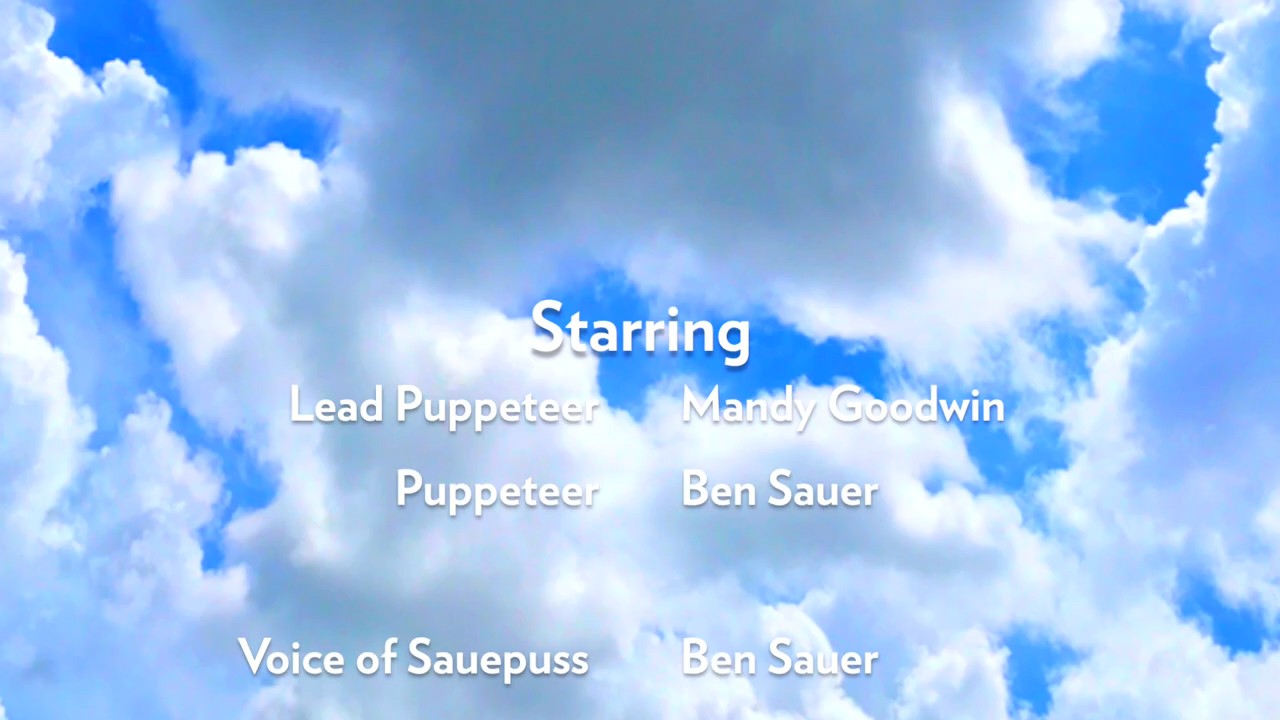 Starring
Lead Puppeteer Mandy Goodwin
Puppeteer Ben Sauer
Voice of Sauepuss Ben Sauer